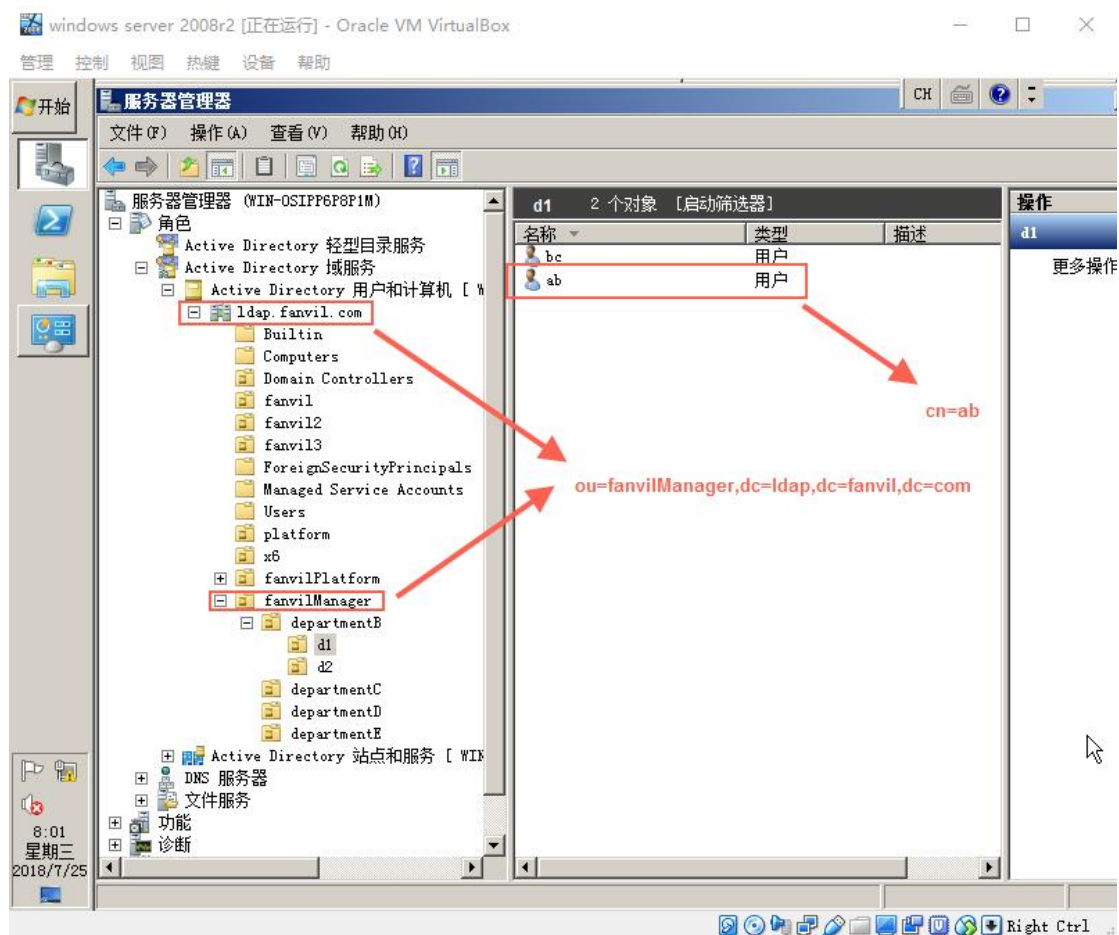 windows server 2008r2 [正在运行] - Oracle VM VirtualBox
管理 控制 视图 热键 设备 帮助
开始
服务器管理器
CH
文件(F) 操作(A) 查看(V) 帮助(H)
服务器管理器 (WIN-OSIPP6P8P1M)
角色
Active Directory 轻型目录服务
Active Directory 域服务
Active Directory 用户和计算机 [ W
ldap.fanvil.com
Builtin
Computers
Domain Controllers
fanvil
fanvil2
fanvil3
ForeignSecurityPrincipals
Managed Service Accounts
Users
platform
x6
fanvilPlatform
fanvilManager
departmentB
d1
d2
departmentC
departmentD
departmentE
Active Directory 站点和服务 [ WIN
DNS 服务器
文件服务
功能
诊断
d1 2 个对象 [启动筛选器]
名称 类型 描述
bc 用户
ab 用户
cn=ab
ou=fanvilManager,dc=ldap,dc=fanvil,dc=com
操作
d1
更多操作
8:01
星期三
2018/7/25
Right Ctrl